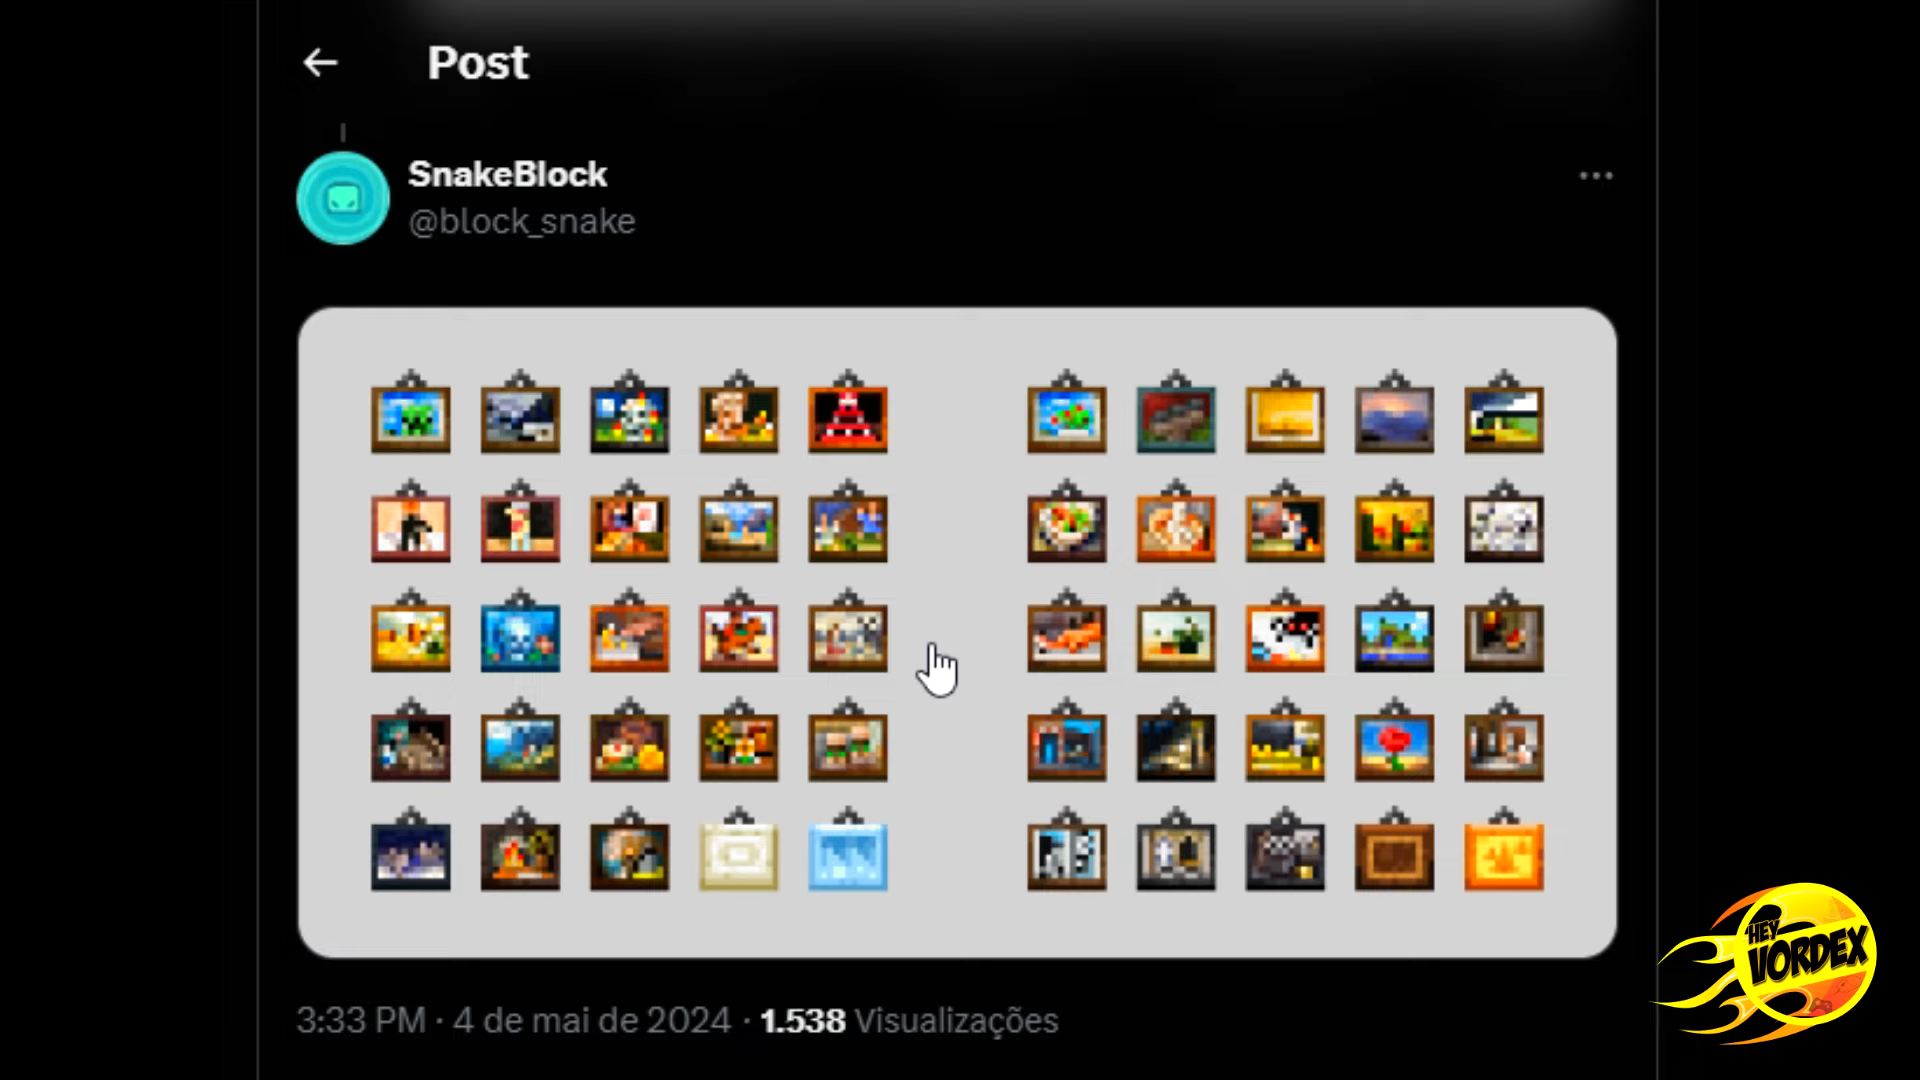 Post
SnakeBlock
@block_snake
3:33 PM · 4 de mai de 2024 · 1.538 Visualizações
HEY
VORDEX